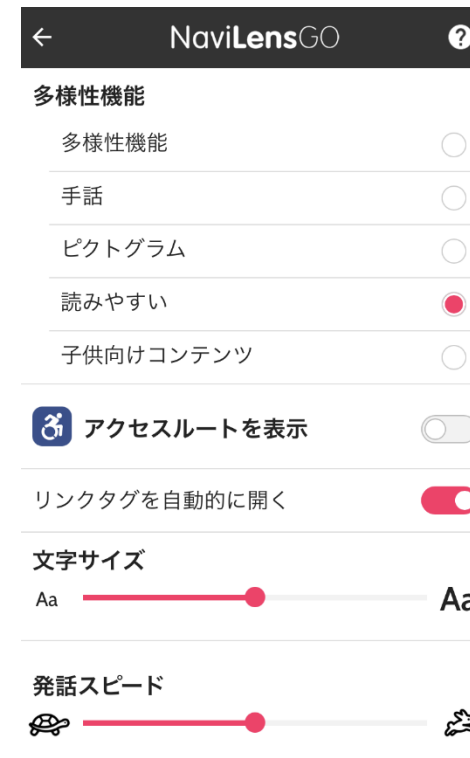 NaviLensGO
多様性機能
多様性機能
手話
ピクトグラム
読みやすい
子供向けコンテンツ
アクセスルートを表示
リンクタグを自動的に開く
文字サイズ
Aa Aa
発話スピード